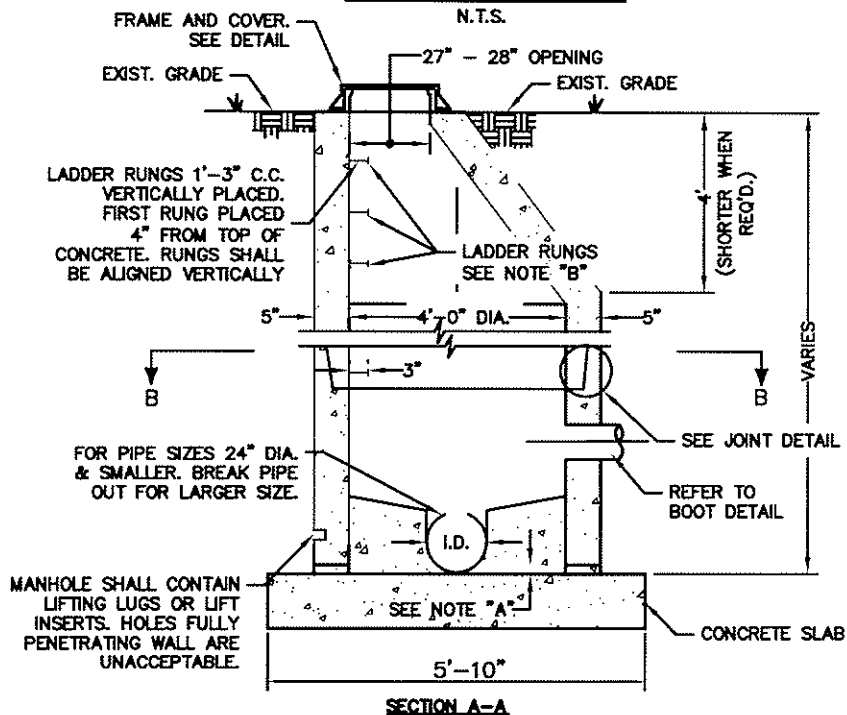 N.T.S.
FRAME AND COVER.
SEE DETAIL
27" - 28" OPENING
EXIST. GRADE
EXIST. GRADE
LADDER RUNGS 1'-3" C.C.
VERTICALLY PLACED.
FIRST RUNG PLACED
4" FROM TOP OF
CONCRETE. RUNGS SHALL
BE ALIGNED VERTICALLY
LADDER RUNGS
SEE NOTE "B"
4'
(SHORTER WHEN
REQ'D.)
5"
4'-0" DIA.
5"
VARIES
3"
B
B
SEE JOINT DETAIL
FOR PIPE SIZES 24" DIA.
& SMALLER. BREAK PIPE
OUT FOR LARGER SIZE.
REFER TO
BOOT DETAIL
I.D.
MANHOLE SHALL CONTAIN
LIFTING LUGS OR LIFT
INSERTS. HOLES FULLY
PENETRATING WALL ARE
UNACCEPTABLE.
SEE NOTE "A"
CONCRETE SLAB
5'-10"
SECTION A-A